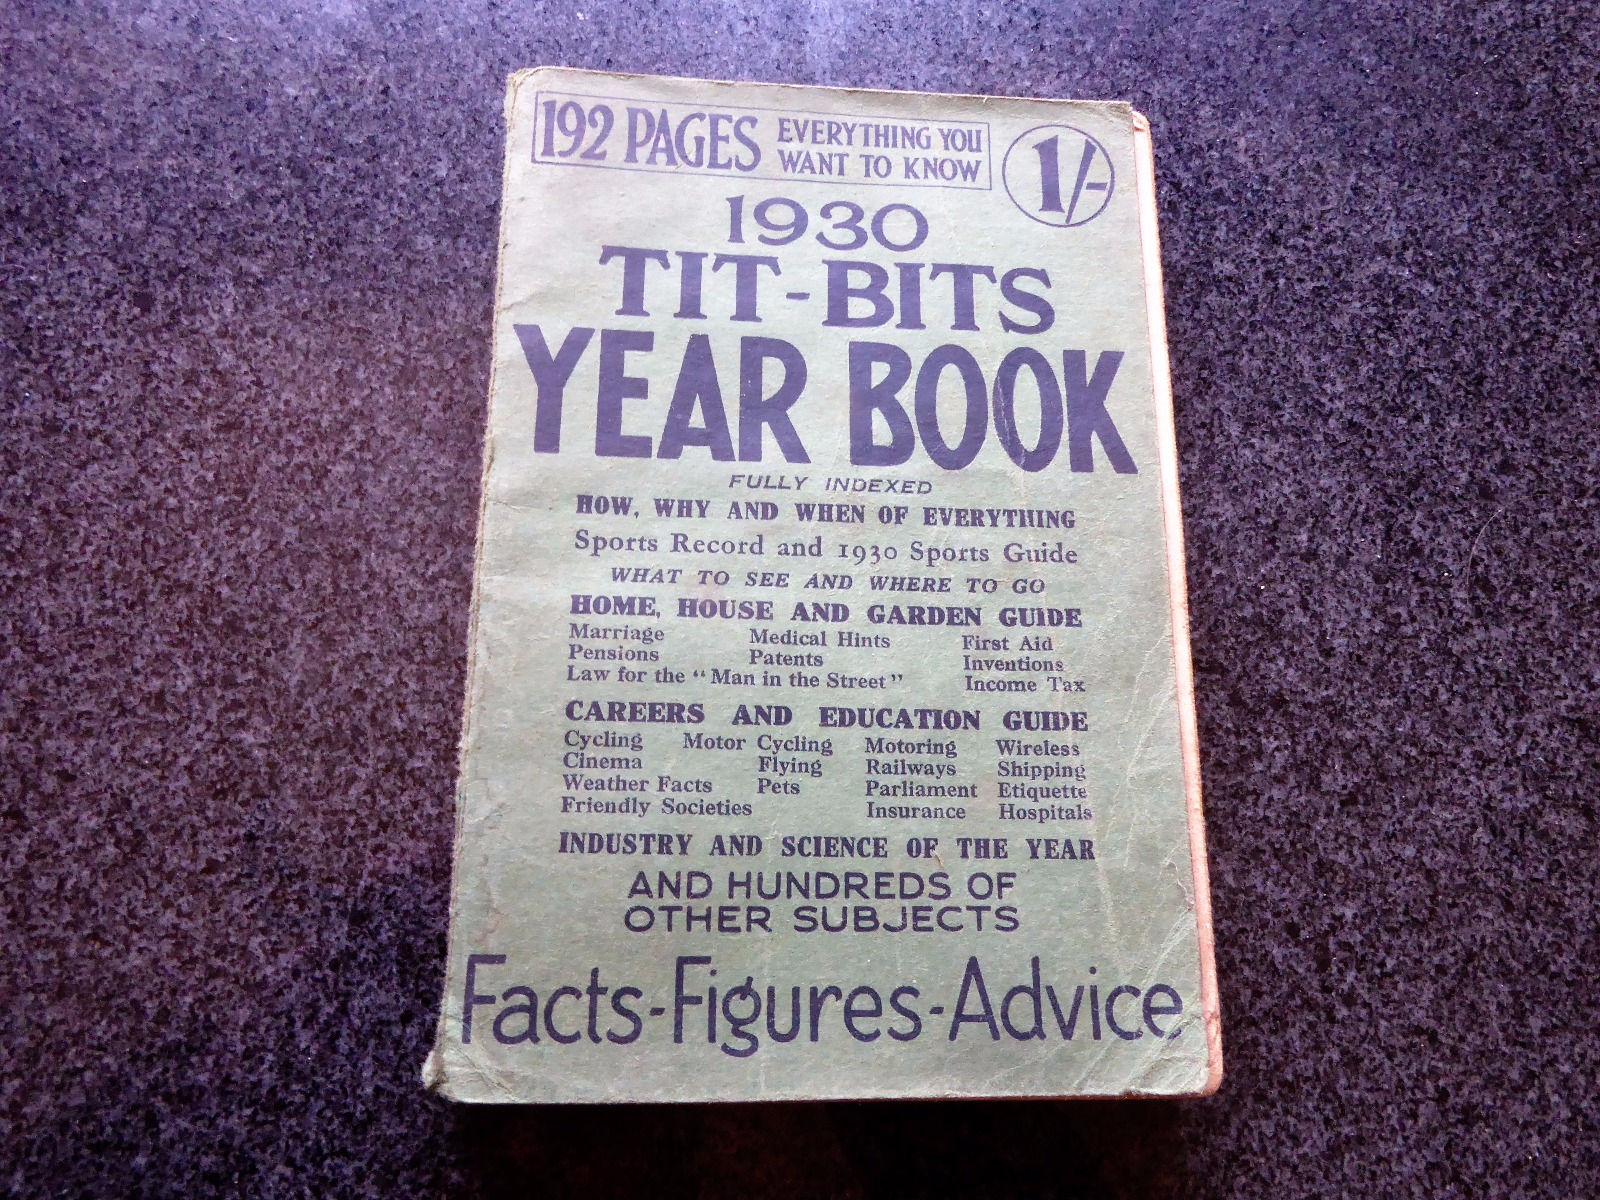 192 PAGES EVERYTHING YOU WANT TO KNOW
1/-
1930
TIT-BITS
YEAR BOOK
FULLY INDEXED
HOW, WHY AND WHEN OF EVERYTHING
Sports Record and 1930 Sports Guide
WHAT TO SEE AND WHERE TO GO
HOME, HOUSE AND GARDEN GUIDE
Marriage Medical Hints First Aid
Pensions Patents Inventions
Law for the "Man in the Street" Income Tax
CAREERS AND EDUCATION GUIDE
Cycling Motor Cycling Motoring Wireless
Cinema Flying Railways Shipping
Weather Facts Pets Parliament Etiquette
Friendly Societies Insurance Hospitals
INDUSTRY AND SCIENCE OF THE YEAR
AND HUNDREDS OF
OTHER SUBJECTS
Facts-Figures-Advice